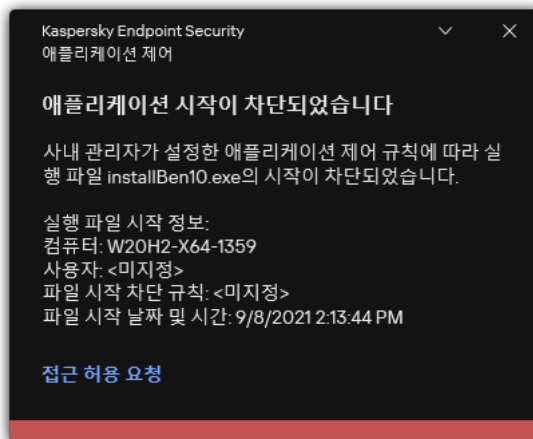 Kaspersky Endpoint Security
애플리케이션 제어
애플리케이션 시작이 차단되었습니다
사내 관리자가 설정한 애플리케이션 제어 규칙에 따라 실
행 파일 installBen10.exe의 시작이 차단되었습니다.
실행 파일 시작 정보:
컴퓨터: W20H2-X64-1359
사용자: <미지정>
파일 시작 차단 규칙: <미지정>
파일 시작 날짜 및 시간: 9/8/2021 2:13:44 PM
접근 허용 요청